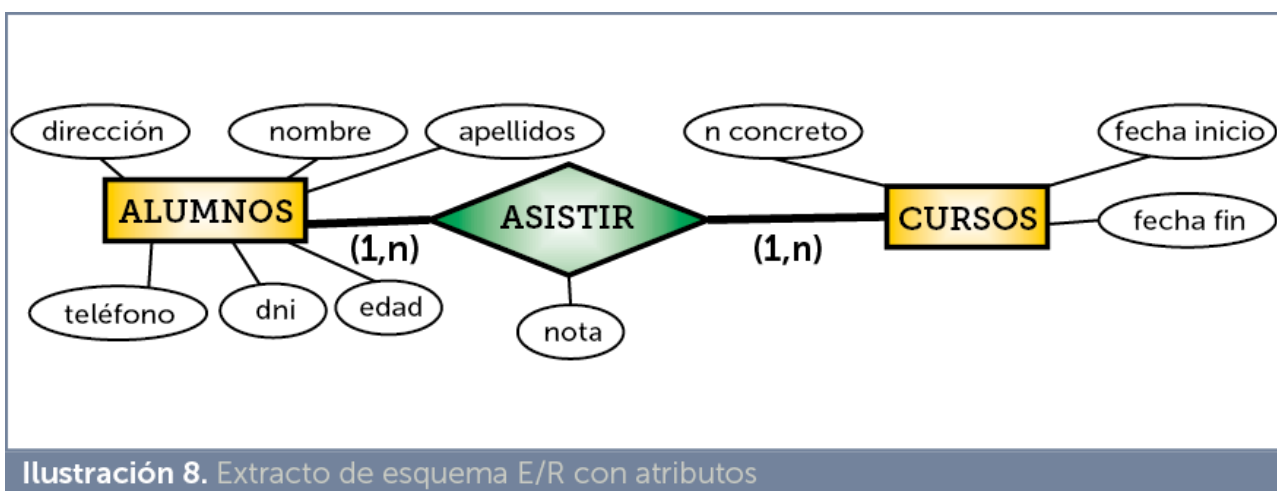 dirección
nombre
apellidos
n concreto
fecha inicio
ALUMNOS
ASISTIR
CURSOS
fecha fin
(1,n)
(1,n)
teléfono
dni
edad
nota
Ilustración 8. Extracto de esquema E/R con atributos